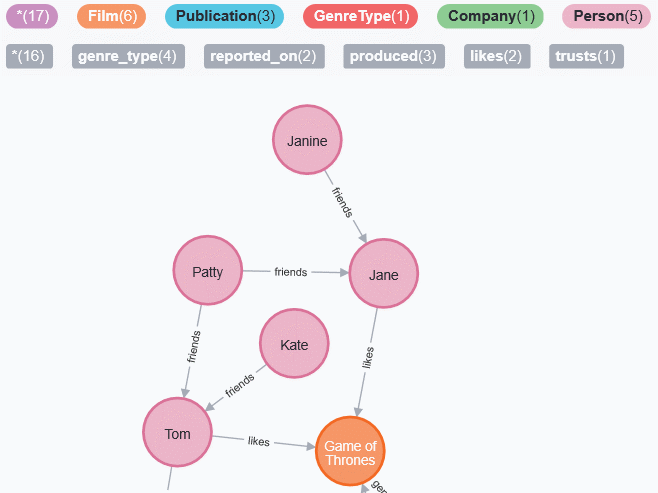 *(17) Film(6) Publication(3) GenreType(1) Company(1) Person(5)
*(16) genre_type(4) reported_on(2) produced(3) likes(2) trusts(1)
Janine
friends
Patty
friends
Jane
friends
Kate
likes
friends
Tom
likes
Game of
Thrones